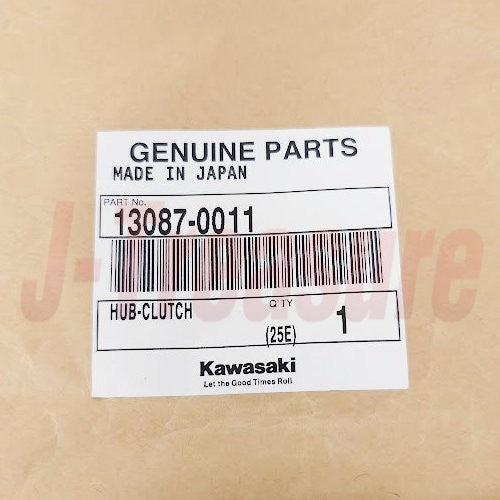 GENUINE PARTS
MADE IN JAPAN
PART No.
13087-0011
HUB-CLUTCH Q'TY
(25E) 1
Kawasaki
Let the Good Times Roll